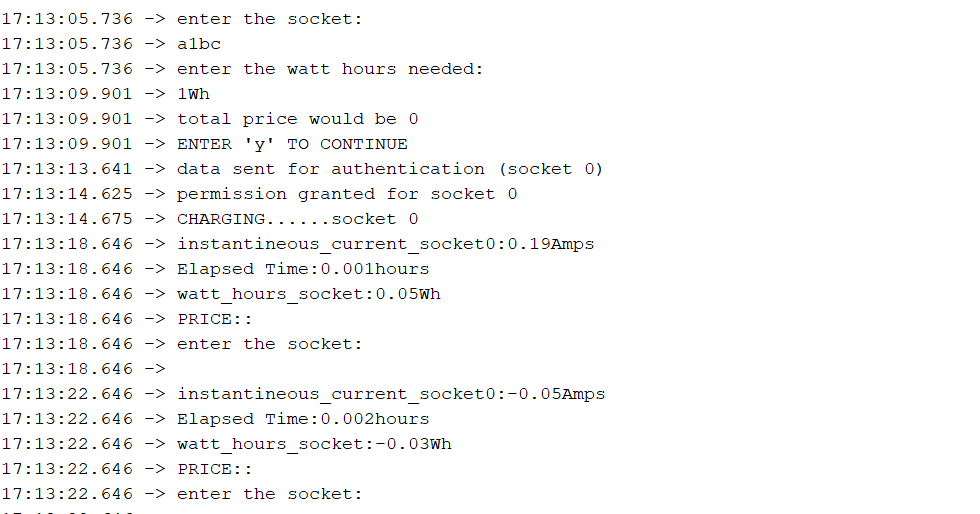 17:13:05.736 -> enter the socket:
17:13:05.736 -> a1bc
17:13:05.736 -> enter the watt hours needed:
17:13:09.901 -> 1Wh
17:13:09.901 -> total price would be 0
17:13:09.901 -> ENTER 'y' TO CONTINUE
17:13:13.641 -> data sent for authentication (socket 0)
17:13:14.625 -> permission granted for socket 0
17:13:14.675 -> CHARGING......socket 0
17:13:18.646 -> instantineous_current_socket0:0.19Amps
17:13:18.646 -> Elapsed Time:0.001hours
17:13:18.646 -> watt_hours_socket:0.05Wh
17:13:18.646 -> PRICE::
17:13:18.646 -> enter the socket:
17:13:18.646 ->
17:13:22.646 -> instantineous_current_socket0:-0.05Amps
17:13:22.646 -> Elapsed Time:0.002hours
17:13:22.646 -> watt_hours_socket:-0.03Wh
17:13:22.646 -> PRICE::
17:13:22.646 -> enter the socket: